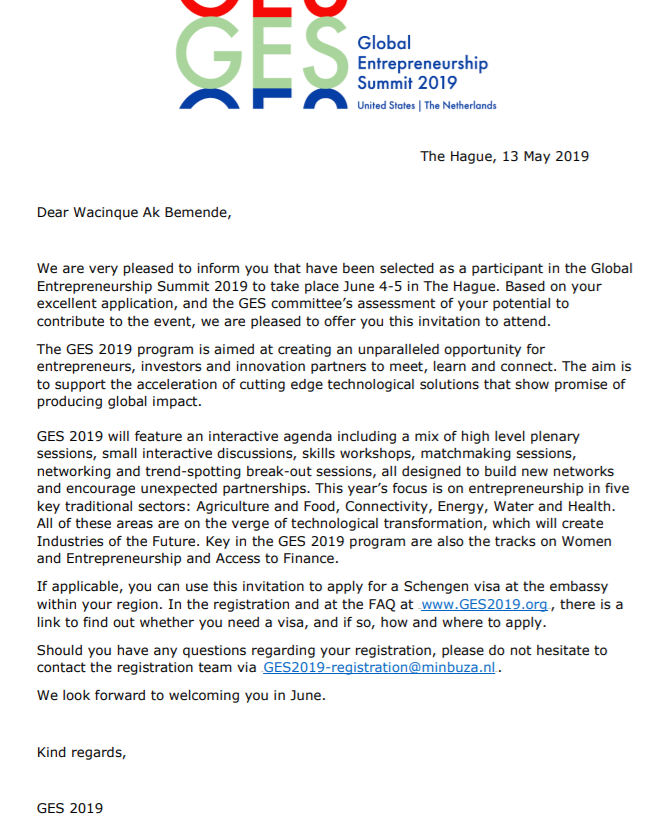 GES
GES
GES
Global
Entrepreneurship
Summit 2019
United States | The Netherlands
The Hague, 13 May 2019
Dear Wacinque Ak Bemende,
We are very pleased to inform you that have been selected as a participant in the Global
Entrepreneurship Summit 2019 to take place June 4-5 in The Hague. Based on your
excellent application, and the GES committee's assessment of your potential to
contribute to the event, we are pleased to offer you this invitation to attend.
The GES 2019 program is aimed at creating an unparalleled opportunity for
entrepreneurs, investors and innovation partners to meet, learn and connect. The aim is
to support the acceleration of cutting edge technological solutions that show promise of
producing global impact.
GES 2019 will feature an interactive agenda including a mix of high level plenary
sessions, small interactive discussions, skills workshops, matchmaking sessions,
networking and trend-spotting break-out sessions, all designed to build new networks
and encourage unexpected partnerships. This year's focus is on entrepreneurship in five
key traditional sectors: Agriculture and Food, Connectivity, Energy, Water and Health.
All of these areas are on the verge of technological transformation, which will create
Industries of the Future. Key in the GES 2019 program are also the tracks on Women
and Entrepreneurship and Access to Finance.
If applicable, you can use this invitation to apply for a Schengen visa at the embassy
within your region. In the registration and at the FAQ at www.GES2019.org, there is a
link to find out whether you need a visa, and if so, how and where to apply.
Should you have any questions regarding your registration, please do not hesitate to
contact the registration team via GES2019-registration@minbuza.nl.
We look forward to welcoming you in June.
Kind regards,
GES 2019